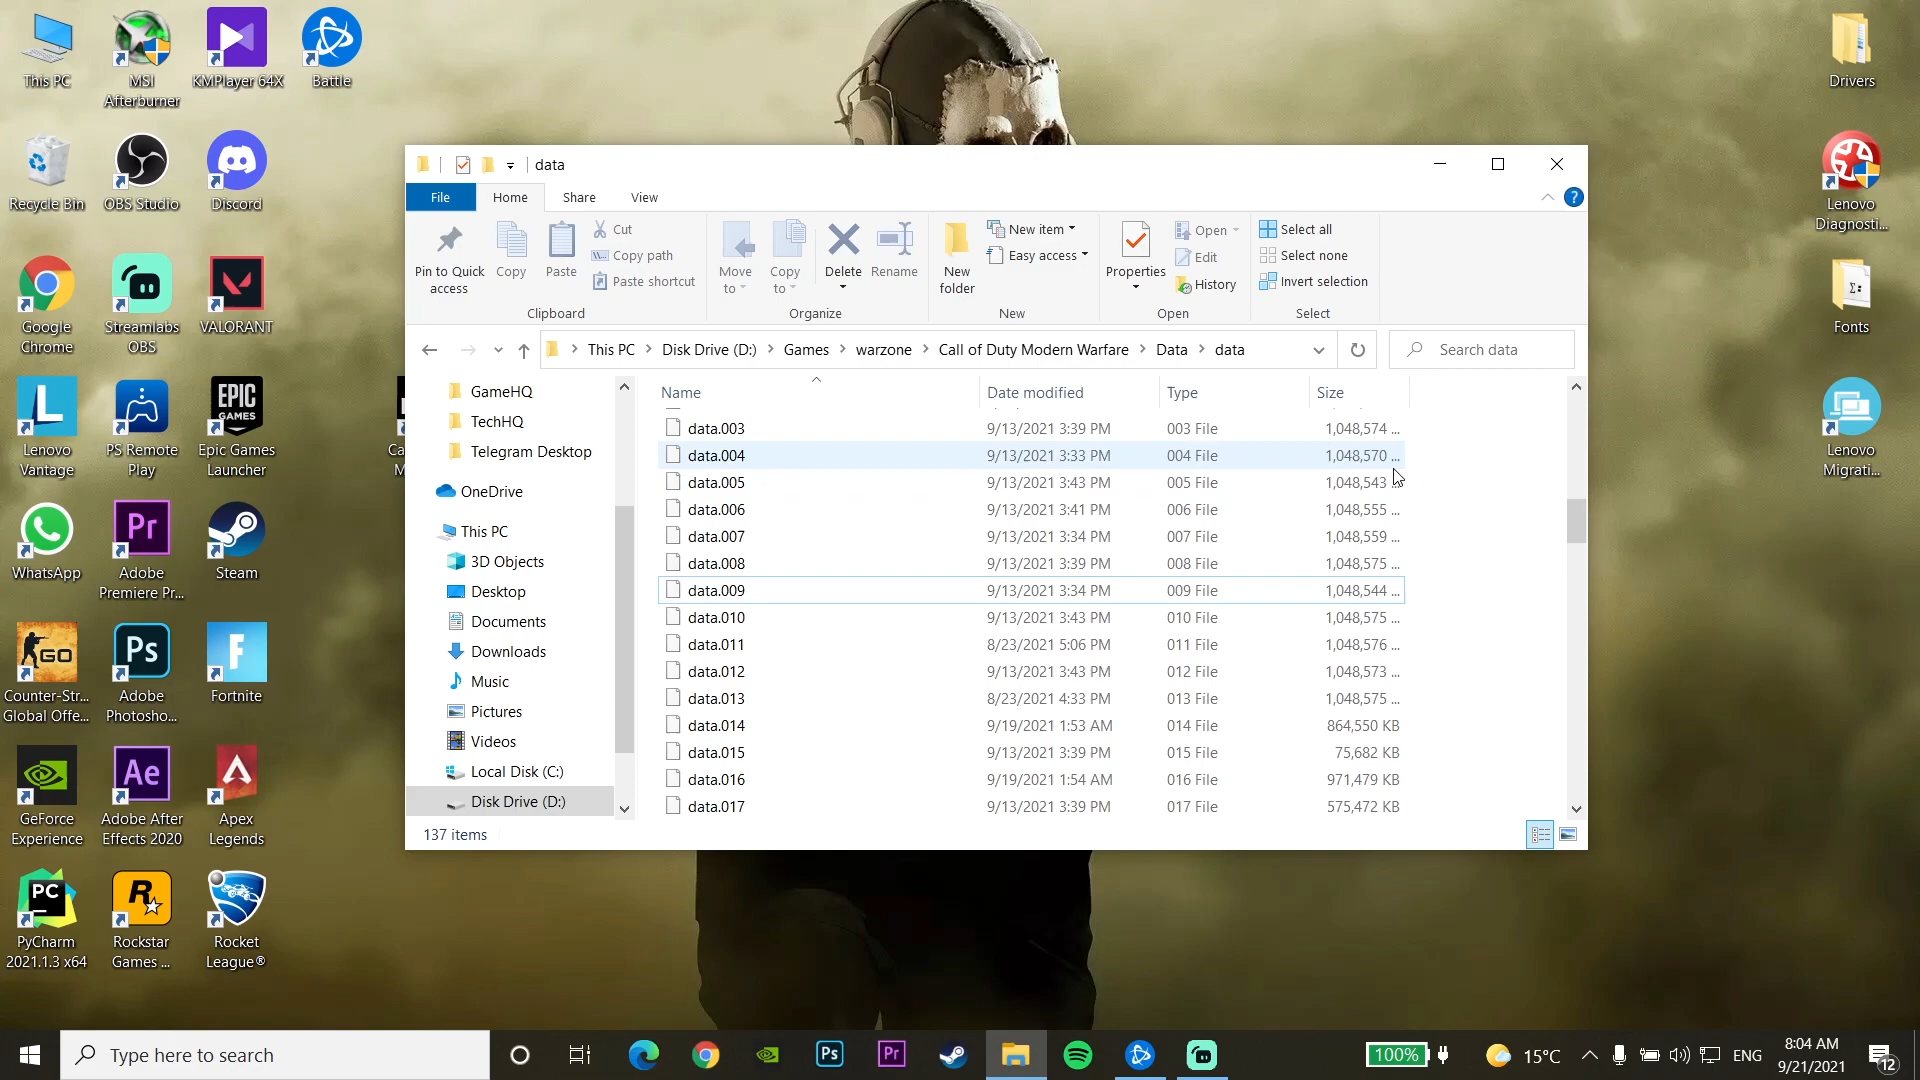 This PC
MSI
Afterburner
KMPlayer 64X
Battle
Recycle Bin
OBS Studio
Discord
Google
Chrome
Streamlabs
OBS
VALORANT
Lenovo
Vantage
PS Remote
Play
EPIC
GAMES
Epic Games
Launcher
Ca
M
WhatsApp
Pr
Adobe
Premiere Pr...
Steam
GO
Counter-Str...
Global Offe...
Ps
Adobe
Photosho...
Fortnite
GeForce
Experience
Ae
Adobe After
Effects 2020
Apex
Legends
PC
PyCharm
2021.1.3 x64
Rockstar
Games ...
Rocket
League®
Drivers
Lenovo
Diagnosti...
Fonts
Lenovo
Migrati...
data
File
Home
Share
View
Pin to Quick
access
Copy
Paste
Cut
Copy path
Paste shortcut
Clipboard
Move
to
Copy
to
Delete
Rename
Organize
New
folder
New item
Easy access
New
Properties
Open
Edit
History
Open
Select all
Select none
Invert selection
Select
This PC
Disk Drive (D:)
Games
warzone
Call of Duty Modern Warfare
Data
data
Search data
GameHQ
TechHQ
Telegram Desktop
OneDrive
This PC
3D Objects
Desktop
Documents
Downloads
Music
Pictures
Videos
Local Disk (C:)
Disk Drive (D:)
Name Date modified Type Size
data.003 9/13/2021 3:39 PM 003 File 1,048,574 ...
data.004 9/13/2021 3:33 PM 004 File 1,048,570 ...
data.005 9/13/2021 3:43 PM 005 File 1,048,543 ...
data.006 9/13/2021 3:41 PM 006 File 1,048,555 ...
data.007 9/13/2021 3:34 PM 007 File 1,048,559 ...
data.008 9/13/2021 3:39 PM 008 File 1,048,575 ...
data.009 9/13/2021 3:34 PM 009 File 1,048,544 ...
data.010 9/13/2021 3:43 PM 010 File 1,048,575 ...
data.011 8/23/2021 5:06 PM 011 File 1,048,576 ...
data.012 9/13/2021 3:43 PM 012 File 1,048,573 ...
data.013 8/23/2021 4:33 PM 013 File 1,048,575 ...
data.014 9/19/2021 1:53 AM 014 File 864,550 KB
data.015 9/13/2021 3:39 PM 015 File 75,682 KB
data.016 9/19/2021 1:54 AM 016 File 971,479 KB
data.017 9/13/2021 3:39 PM 017 File 575,472 KB
137 items
Type here to search
Ps
Pr
100%
15°C
ENG
8:04 AM
9/21/2021
12